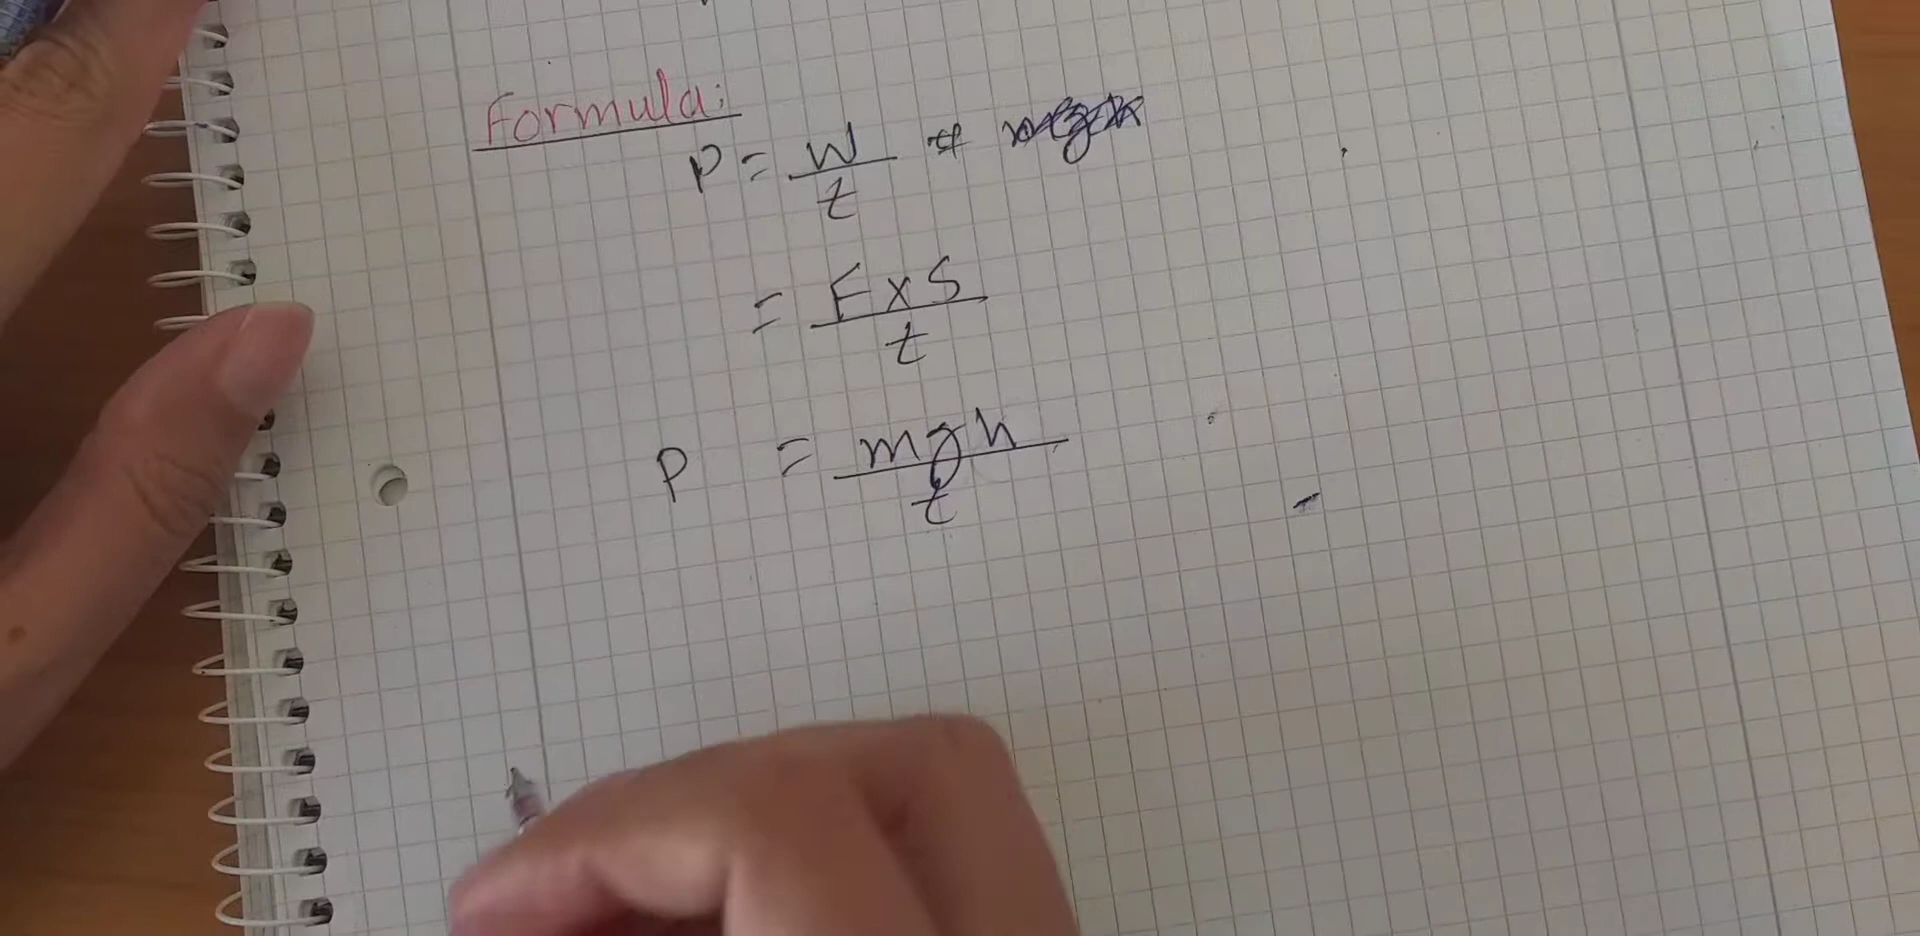 Formula:
P = W/t =
= F x S/t
P = mgh/t